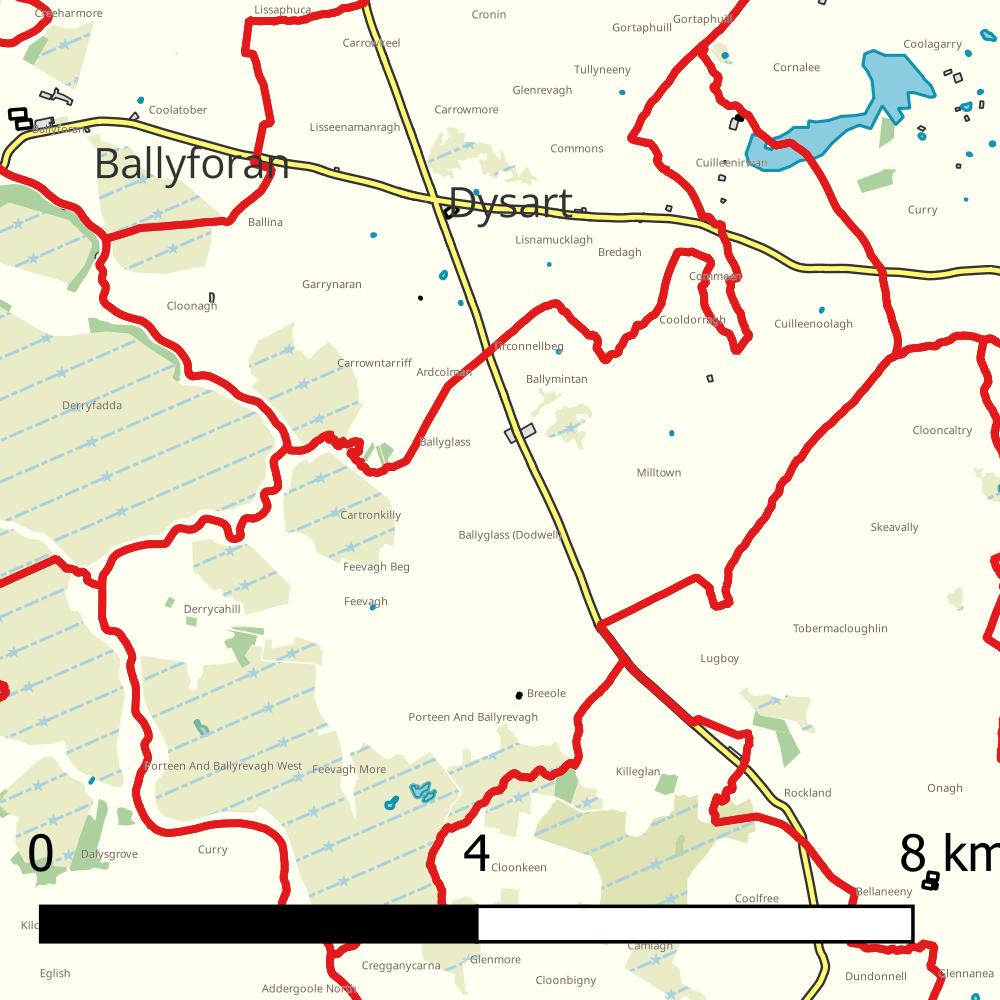 Creeharmore
Lissaphuca
Cronin
Gortaphuill
Gortaphuill
Carrowreel
Coolagarry
Tullyneeny
Cornalee
Glenrevagh
Coolatober
Carrowmore
Ballyforan
Lisseenamanragh
Commons
Cuilleenirwan
Ballyforan
Dysart
Curry
Ballina
Lisnamucklagh
Bredagh
Commeen
Garrynaran
Cloonagh
Cooldorragh
Cuilleenoolagh
Tirconnellbeg
Carrowntarriff
Ardcolman
Ballymintan
Derryfadda
Clooncaltry
Ballyglass
Milltown
Cartronkilly
Skeavally
Ballyglass (Dodwell)
Feevagh Beg
Feevagh
Derrycahill
Tobermacloughlin
Lugboy
Breeole
Porteen And Ballyrevagh
Porteen And Ballyrevagh West
Feevagh More
Killeglan
Onagh
Rockland
Dalysgrove
Curry
0
4
8 km
Cloonkeen
Bellaneeny
Coolfree
Camlagh
Glenmore
Cregganycarna
Eglish
Cloonbigny
Dundonnell
Glennanea
Addergoole North